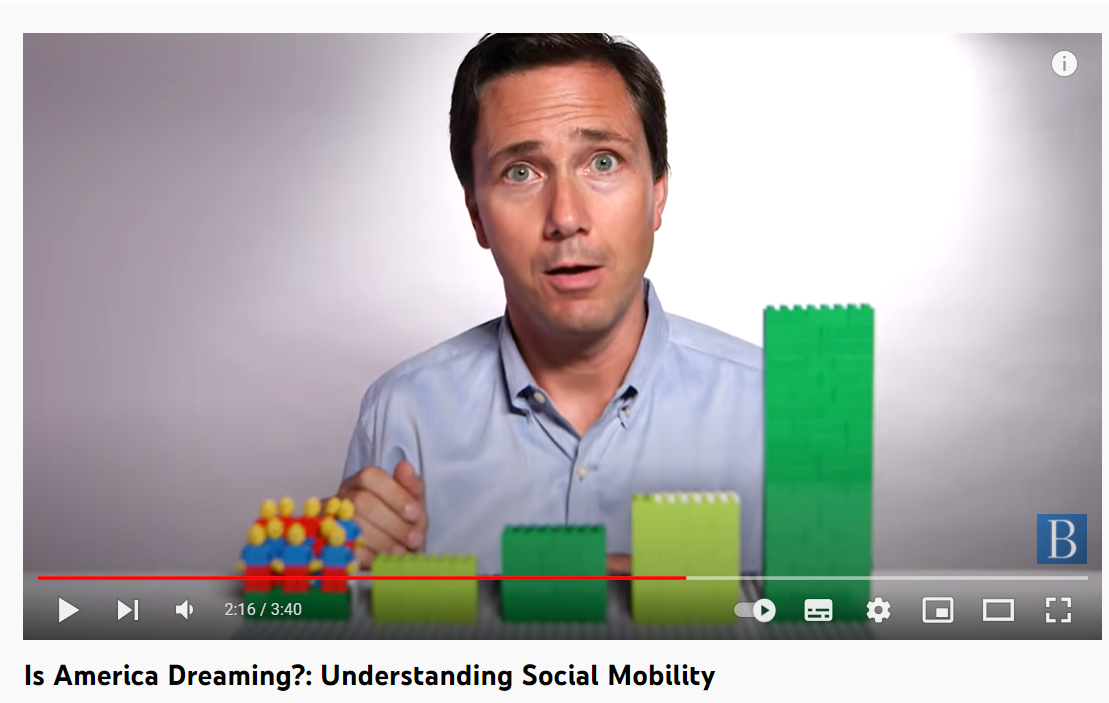 i
B
2:16 / 3:40
Is America Dreaming?: Understanding Social Mobility